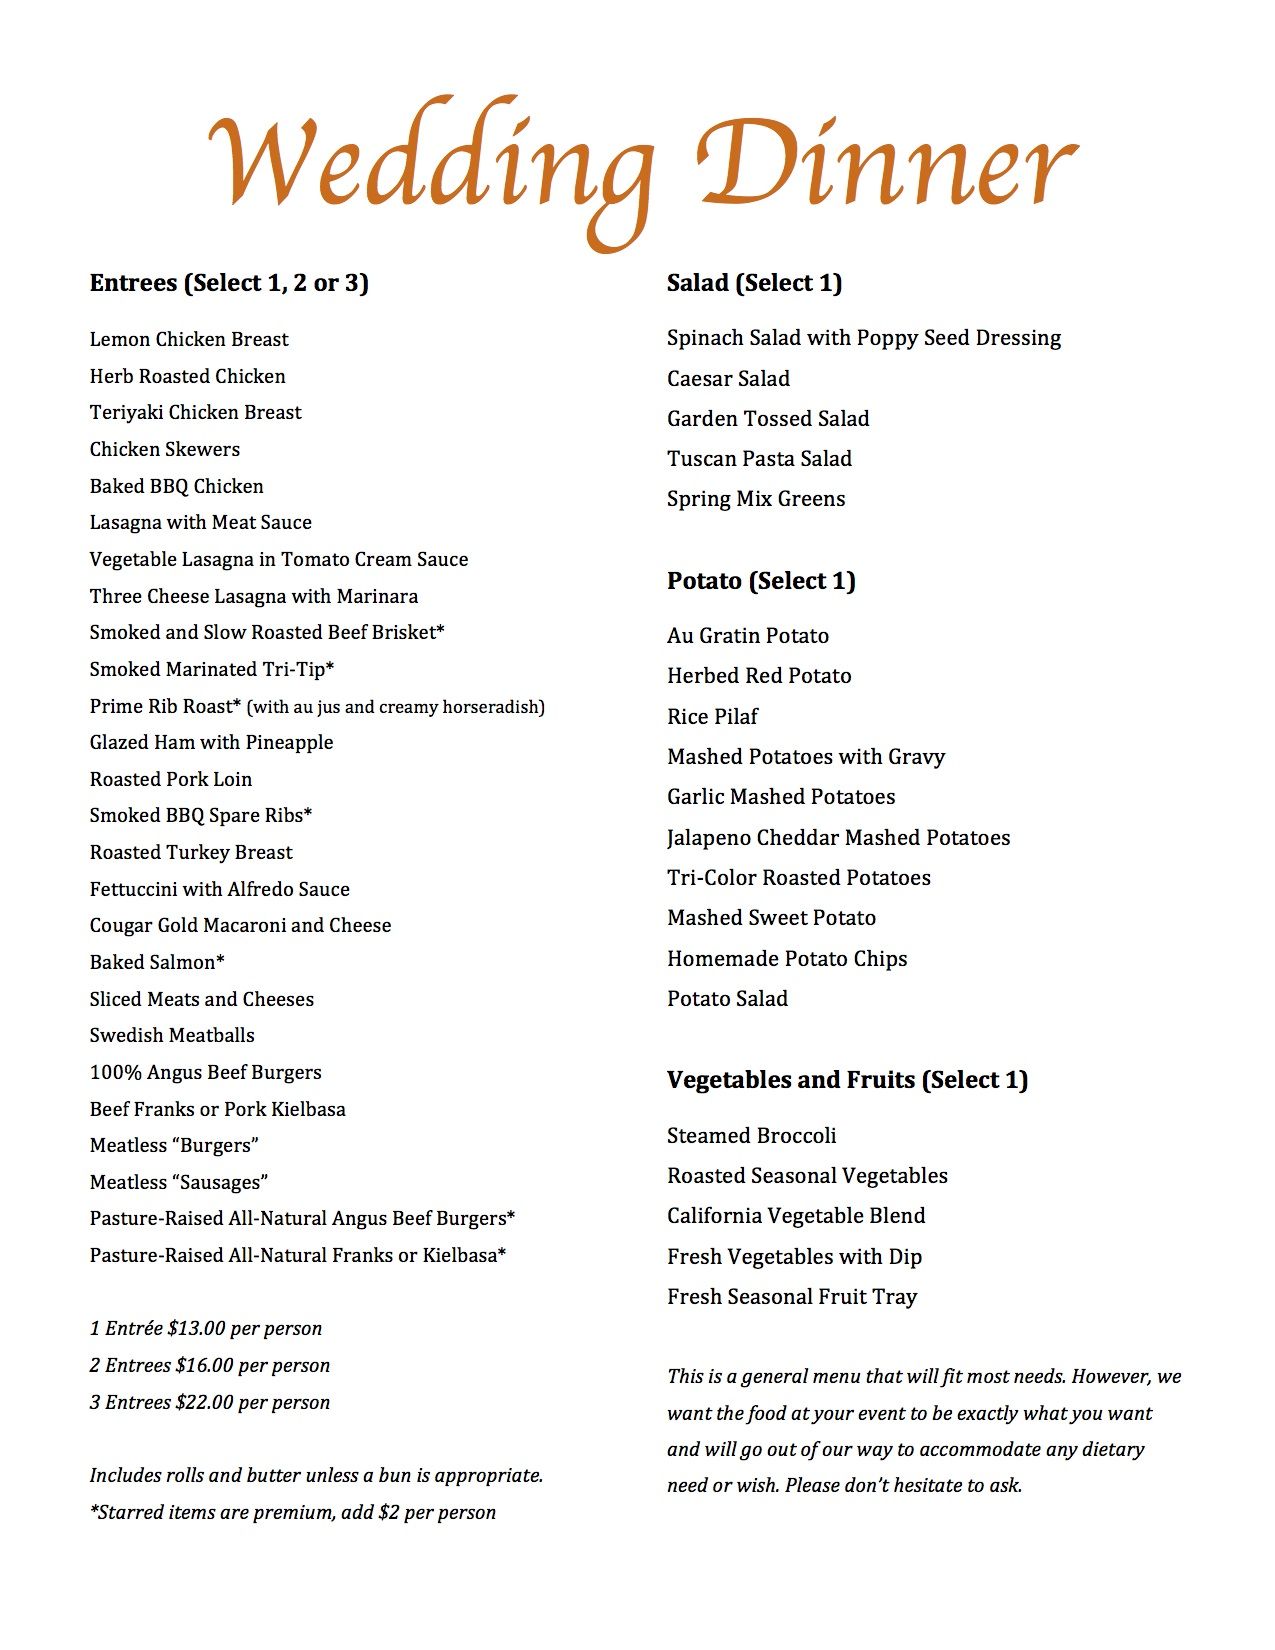 Wedding Dinner
Entrees (Select 1, 2 or 3)
Lemon Chicken Breast
Herb Roasted Chicken
Teriyaki Chicken Breast
Chicken Skewers
Baked BBQ Chicken
Lasagna with Meat Sauce
Vegetable Lasagna in Tomato Cream Sauce
Three Cheese Lasagna with Marinara
Smoked and Slow Roasted Beef Brisket*
Smoked Marinated Tri-Tip*
Prime Rib Roast* (with au jus and creamy horseradish)
Glazed Ham with Pineapple
Roasted Pork Loin
Smoked BBQ Spare Ribs*
Roasted Turkey Breast
Fettuccini with Alfredo Sauce
Cougar Gold Macaroni and Cheese
Baked Salmon*
Sliced Meats and Cheeses
Swedish Meatballs
100% Angus Beef Burgers
Beef Franks or Pork Kielbasa
Meatless “Burgers”
Meatless “Sausages”
Pasture-Raised All-Natural Angus Beef Burgers*
Pasture-Raised All-Natural Franks or Kielbasa*
1 Entrée $13.00 per person
2 Entrees $16.00 per person
3 Entrees $22.00 per person
Includes rolls and butter unless a bun is appropriate.
*Starred items are premium, add $2 per person
Salad (Select 1)
Spinach Salad with Poppy Seed Dressing
Caesar Salad
Garden Tossed Salad
Tuscan Pasta Salad
Spring Mix Greens
Potato (Select 1)
Au Gratin Potato
Herbed Red Potato
Rice Pilaf
Mashed Potatoes with Gravy
Garlic Mashed Potatoes
Jalapeno Cheddar Mashed Potatoes
Tri-Color Roasted Potatoes
Mashed Sweet Potato
Homemade Potato Chips
Potato Salad
Vegetables and Fruits (Select 1)
Steamed Broccoli
Roasted Seasonal Vegetables
California Vegetable Blend
Fresh Vegetables with Dip
Fresh Seasonal Fruit Tray
This is a general menu that will fit most needs. However, we
want the food at your event to be exactly what you want
and will go out of our way to accommodate any dietary
need or wish. Please don’t hesitate to ask.